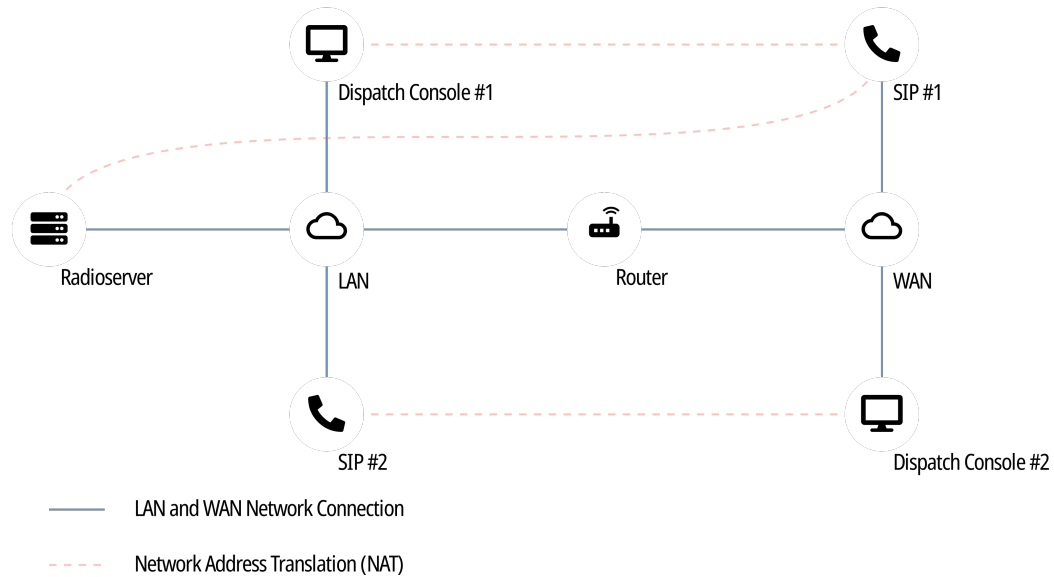 Dispatch Console #1
SIP #1
Radioserver
LAN
Router
WAN
SIP #2
Dispatch Console #2
LAN and WAN Network Connection
Network Address Translation (NAT)